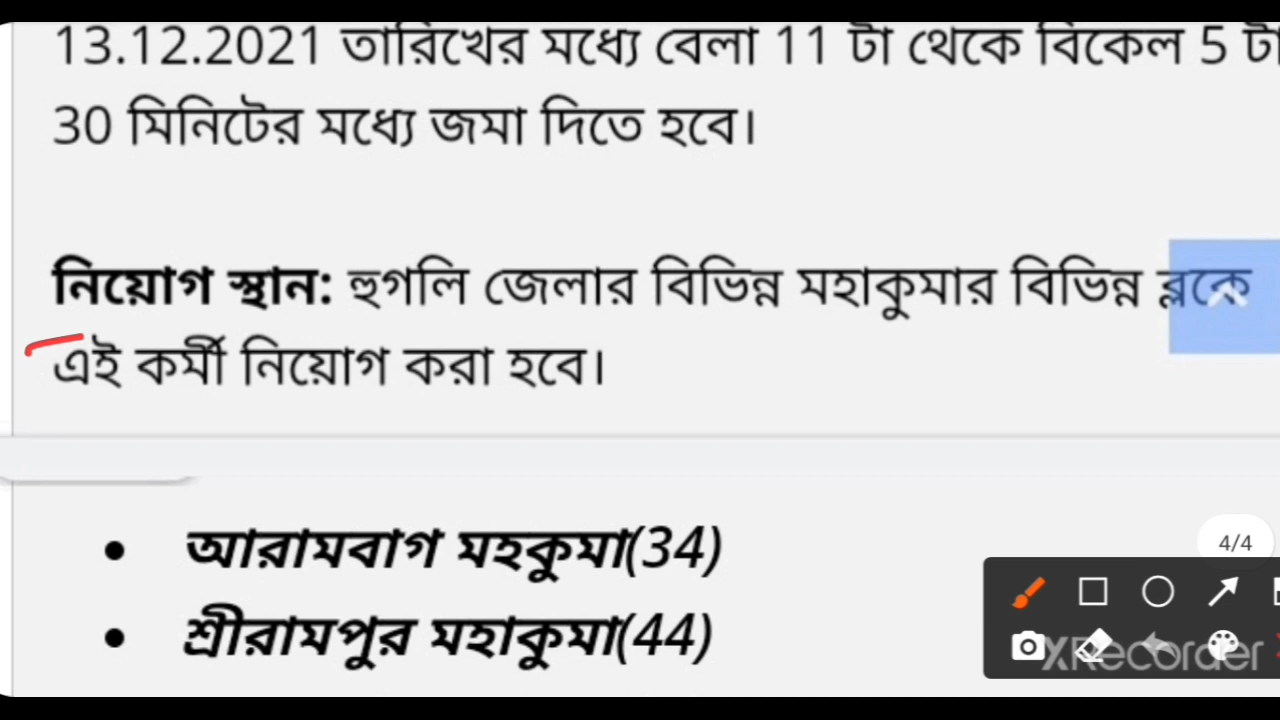 13.12.2021 তারিখের মধ্যে বেলা 11 টা থেকে বিকেল 5 টা
30 মিনিটের মধ্যে জমা দিতে হবে।
নিয়োগ স্থান: হুগলি জেলার বিভিন্ন মহাকুমার বিভিন্ন ব্লকে
এই কর্মী নিয়োগ করা হবে।
• আরামবাগ মহকুমা(34)
4/4
• শ্রীরামপুর মহাকুমা(44)
XRecorder